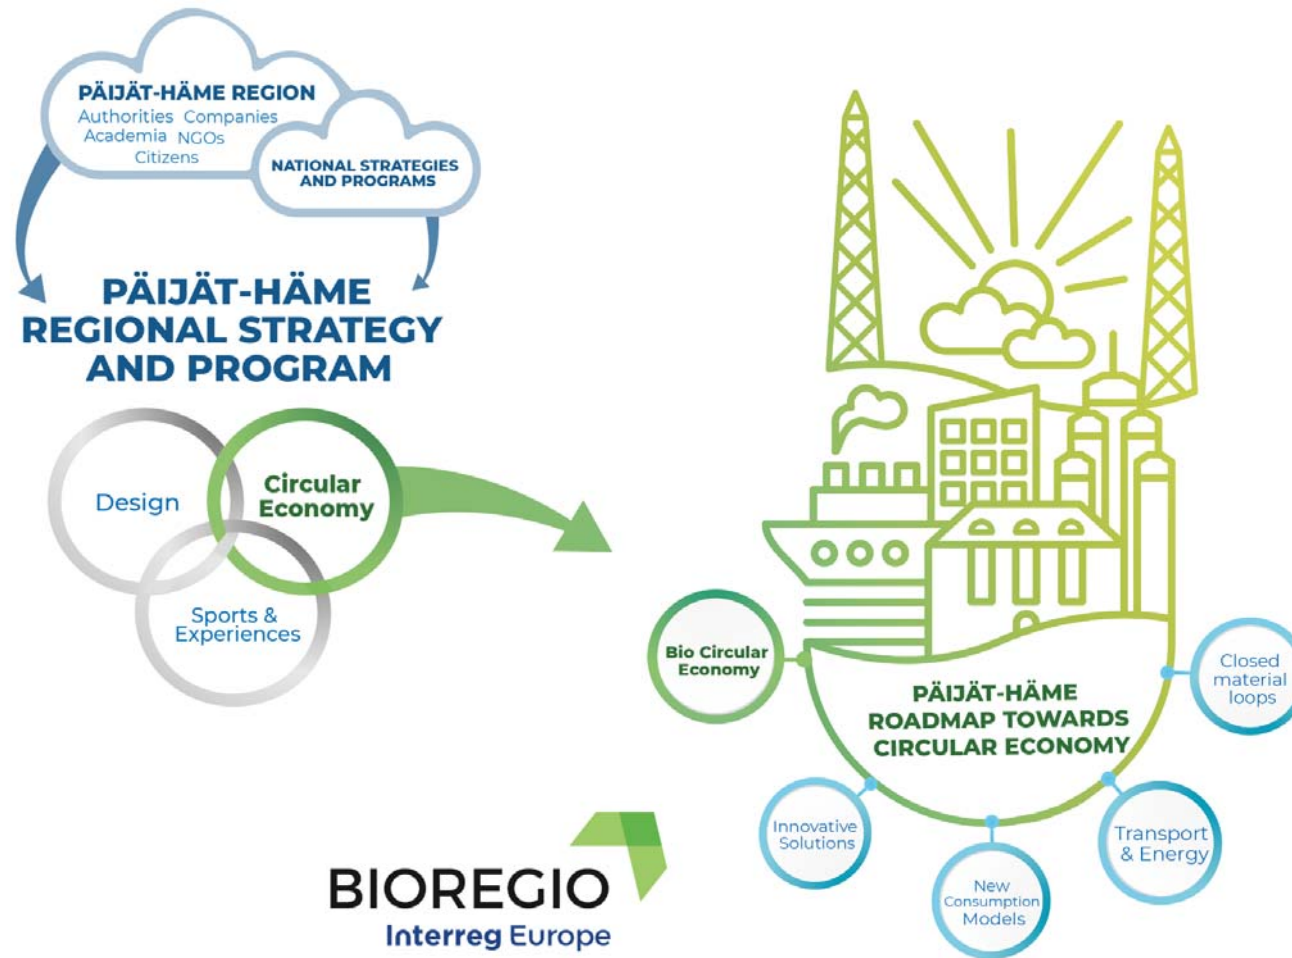 PÄIJÄT-HÄME REGION
Authorities Companies
Academia NGOs
Citizens
NATIONAL STRATEGIES
AND PROGRAMS
PÄIJÄT-HÄME
REGIONAL STRATEGY
AND PROGRAM
Design
Circular
Economy
Sports &
Experiences
Bio Circular
Economy
PÄIJÄT-HÄME
ROADMAP TOWARDS
CIRCULAR ECONOMY
Closed
material
loops
Innovative
Solutions
New
Consumption
Models
Transport
& Energy
BIOREGIO
Interreg Europe